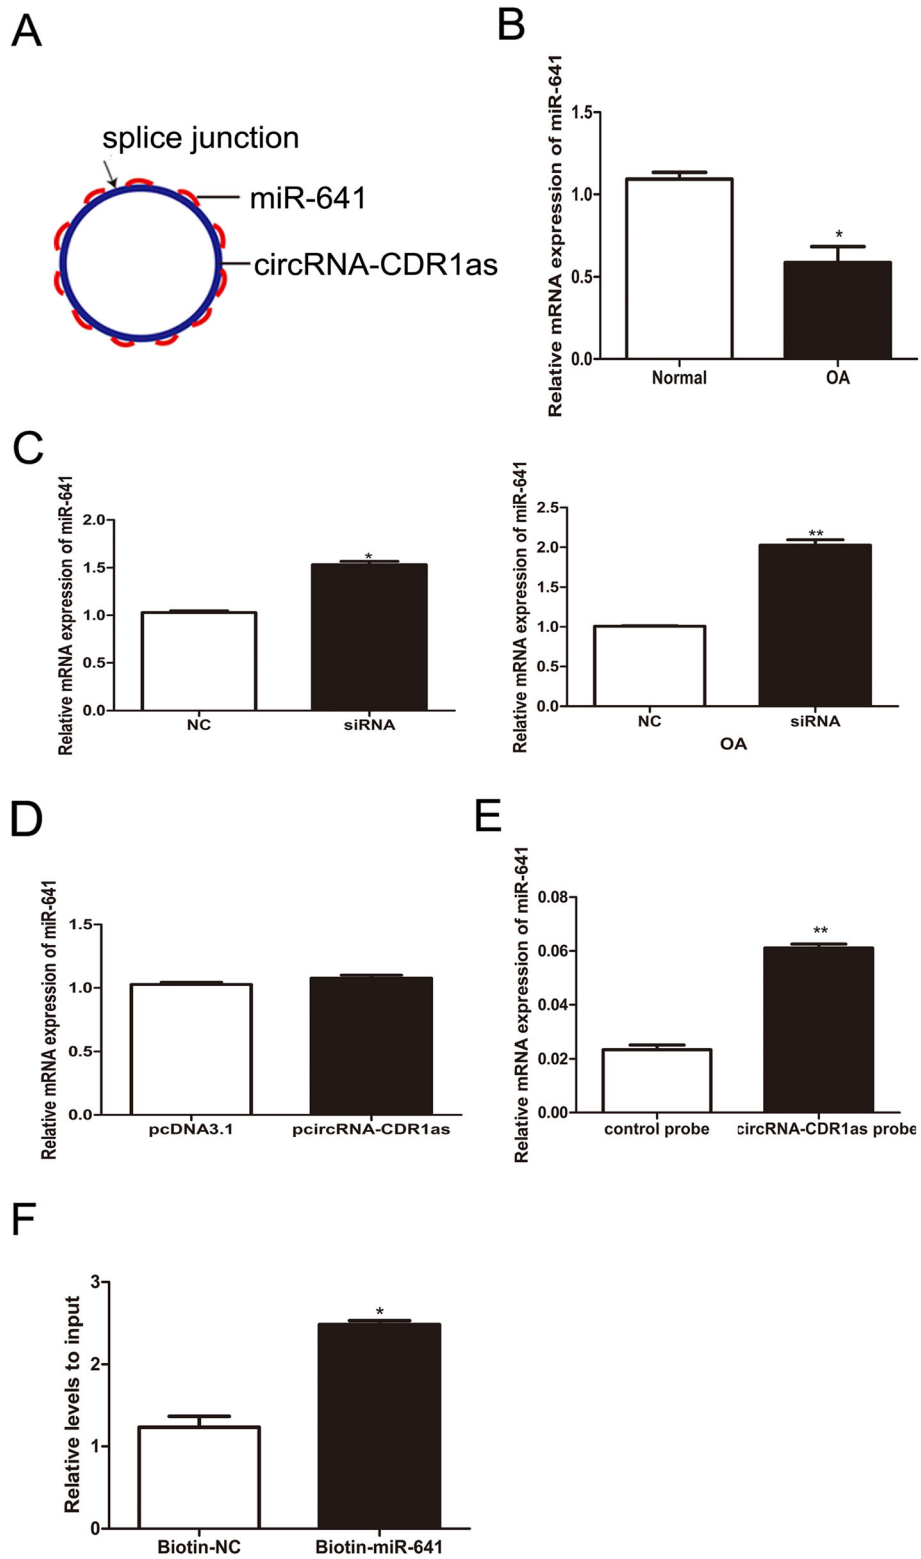 A
splice junction
miR-641
circRNA-CDR1as
B
Relative mRNA expression of miR-641
1.5
1.0
0.5
0.0
*
Normal
OA
C
Relative mRNA expression of miR-641
2.0
1.5
1.0
0.5
0.0
*
NC
siRNA
Relative mRNA expression of miR-641
2.5
2.0
1.5
1.0
0.5
0.0
**
NC
siRNA
OA
D
Relative mRNA expression of miR-641
1.5
1.0
0.5
0.0
pcDNA3.1
pcircRNA-CDR1as
E
Relative mRNA expression of miR-641
0.08
0.06
0.04
0.02
0.00
**
control probe
circRNA-CDR1as probe
F
Relative levels to input
3
2
1
0
*
Biotin-NC
Biotin-miR-641